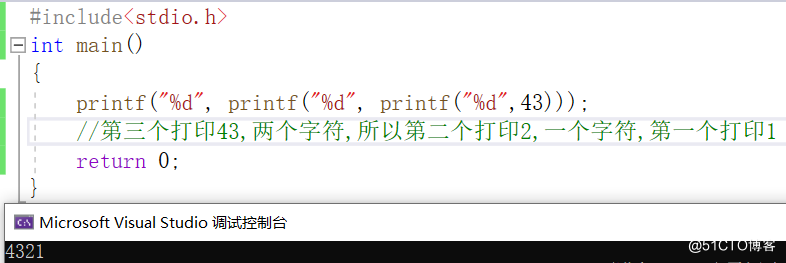 #include<stdio.h>
int main()
{
printf("%d", printf("%d", printf("%d",43)));
//第三个打印43,两个字符,所以第二个打印2,一个字符,第一个打印1
return 0;
}
Microsoft Visual Studio 调试控制台
4321
@51CTO博客